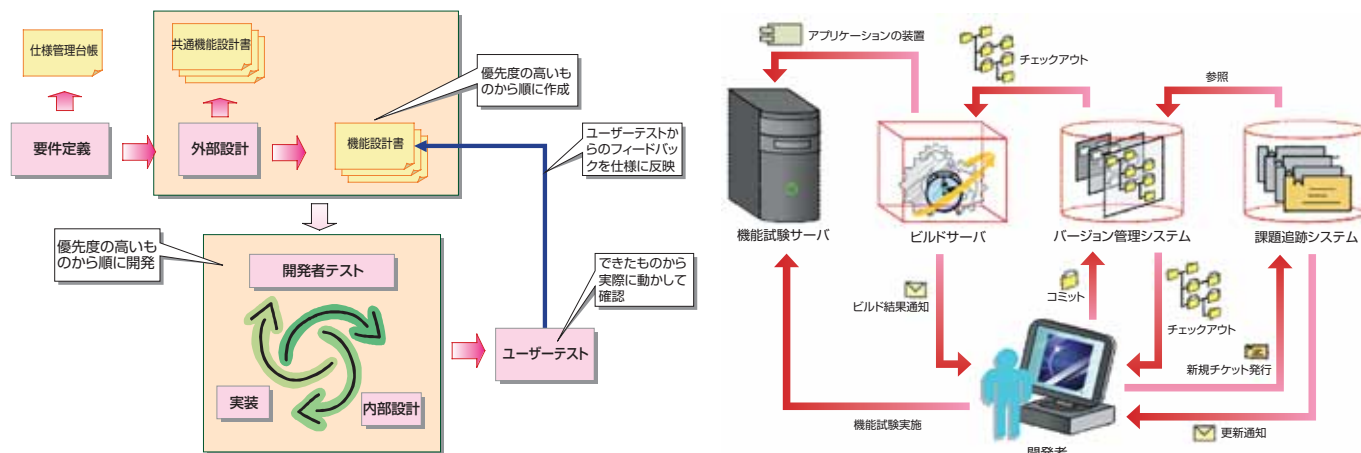 仕様管理台帳
共通機能設計書
優先度の高いも
のから順に作成
要件定義
外部設計
機能設計書
ユーザーテストか
らのフィードバッ
クを仕様に反映
優先度の高いも
のから順に開発
開発者テスト
できたものから
実際に動かして
確認
ユーザーテスト
実装
内部設計
アプリケーションの装置
チェックアウト
参照
機能試験サーバ
ビルドサーバ
バージョン管理システム
課題追跡システム
ビルド結果通知
コミット
チェックアウト
新規チケット発行
機能試験実施
更新通知
開発者